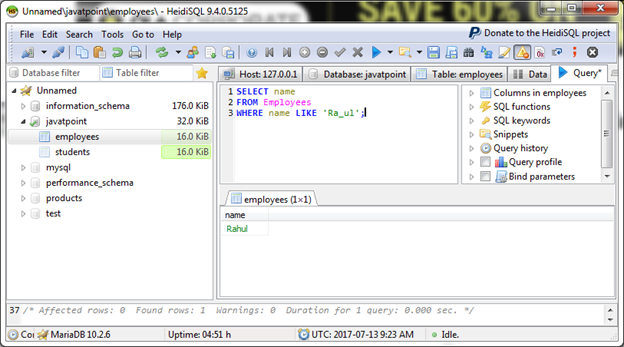 SAVE 60%
Unnamed\javatpoint\employees\ - HeidiSQL 9.4.0.5125
File Edit Search Tools Go to Help
Donate to the HeidiSQL project
Database filter
Table filter
Host: 127.0.0.1
Database: javatpoint
Table: employees
Data
Query*
Unnamed
information_schema 176.0 KiB
javatpoint 32.0 KiB
employees 16.0 KiB
students 16.0 KiB
mysql
performance_schema
products
test
1 SELECT name
2 FROM Employees
3 WHERE name LIKE 'Ra_ul';
Columns in employees
SQL functions
SQL keywords
Snippets
Query history
Query profile
Bind parameters
employees (1×1)
name
Rahul
37 /* Affected rows: 0 Found rows: 1 Warnings: 0 Duration for 1 query: 0.000 sec. */
Co
MariaDB 10.2.6
Uptime: 04:51 h
UTC: 2017-07-13 9:23 AM
Idle.